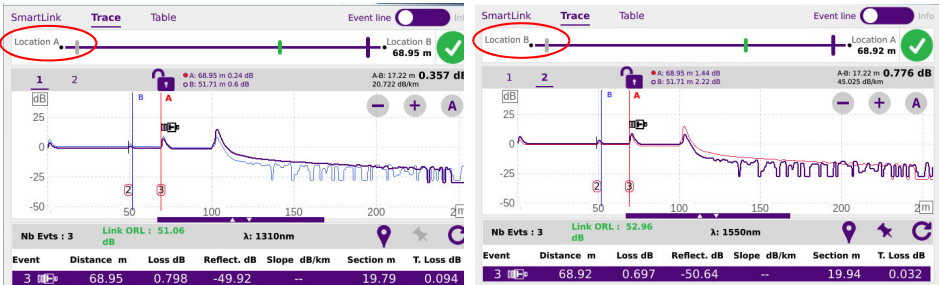 SmartLink Trace Table Event line Info
Location A Location B
68.95 m
1 2 A: 68.95 m 0.24 dB A-B: 17.22 m 0.357 dB
B: 51.71 m 0.6 dB 20.722 dB/km
dB B A
− + A
25
0
-25
2 3
-50 50 100 150 200 m
Nb Evts : 3 Link ORL : 51.06 dB λ: 1310nm
Event Distance m Loss dB Reflect. dB Slope dB/km Section m T. Loss dB
3 68.95 0.798 -49.92 -- 19.79 0.094
SmartLink Trace Table Event line Info
Location B Location A
68.92 m
1 2 A: 68.95 m 1.44 dB A-B: 17.22 m 0.776 dB
B: 51.71 m 2.22 dB 45.025 dB/km
dB B A
− + A
25
0
-25
2 3
-50 50 100 150 200 m
Nb Evts : 3 Link ORL : 52.96 dB λ: 1550nm
Event Distance m Loss dB Reflect. dB Slope dB/km Section m T. Loss dB
3 68.92 0.697 -50.64 -- 19.94 0.032